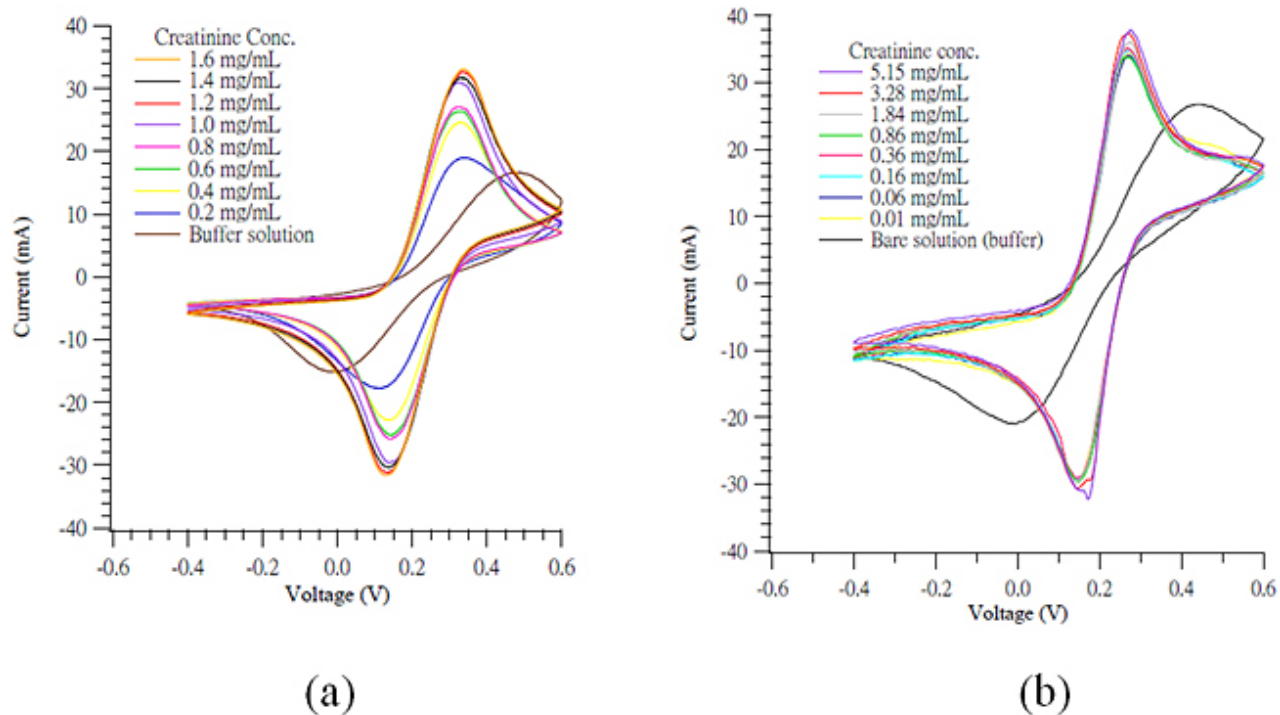 Creatinine Conc.
1.6 mg/mL
1.4 mg/mL
1.2 mg/mL
1.0 mg/mL
0.8 mg/mL
0.6 mg/mL
0.4 mg/mL
0.2 mg/mL
Buffer solution
40
30
20
10
0
-10
-20
-30
-40
Current (mA)
-0.6
-0.4
-0.2
0.0
0.2
0.4
0.6
Voltage (V)
(a)
Creatinine conc.
5.15 mg/mL
3.28 mg/mL
1.84 mg/mL
0.86 mg/mL
0.36 mg/mL
0.16 mg/mL
0.06 mg/mL
0.01 mg/mL
Bare solution (buffer)
40
30
20
10
0
-10
-20
-30
-40
Current (mA)
-0.6
-0.4
-0.2
0.0
0.2
0.4
0.6
Voltage (V)
(b)